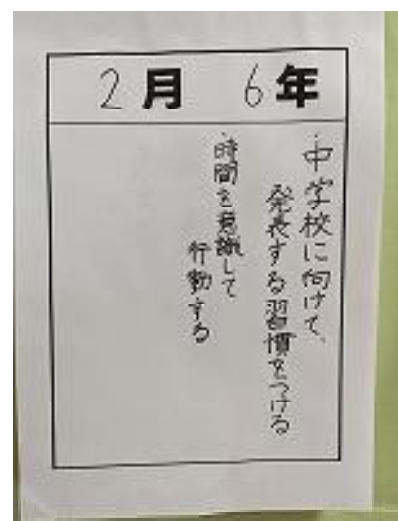 2月 6年
・中学校に向けて、
発表する習慣をつける
・時間を意識して
行動する